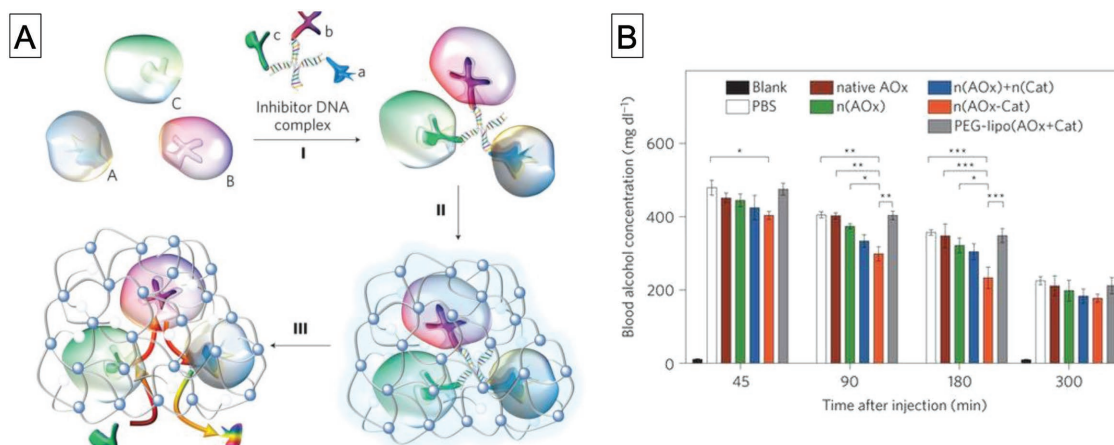 A
c
b
a
Inhibitor DNA
complex
I
C
A
B
II
III
B
Blank
PBS
native AOx
n(AOx)
n(AOx)+n(Cat)
n(AOx-Cat)
PEG-lipo(AOx+Cat)
Blood alcohol concentration (mg dl⁻¹)
600
400
200
0
*
**
**
*
**
***
***
*
***
45
90
180
300
Time after injection (min)